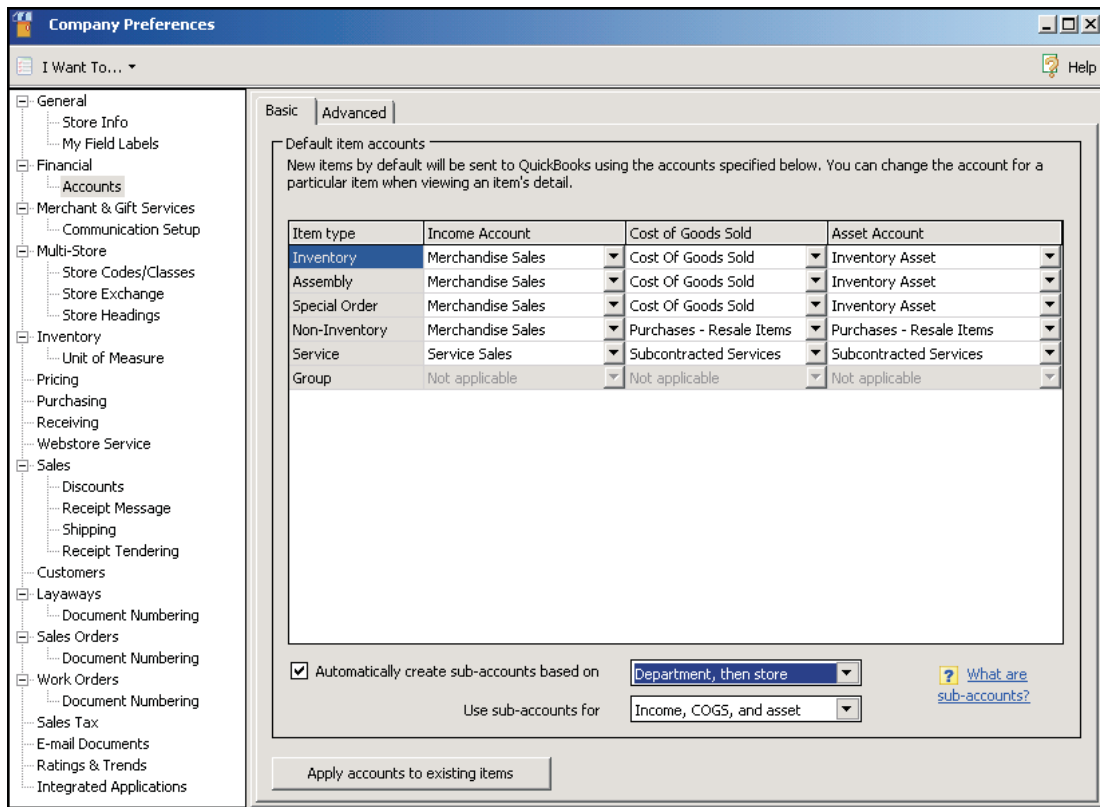 Company Preferences
I Want To...
Help
General
Store Info
My Field Labels
Financial
Accounts
Merchant & Gift Services
Communication Setup
Multi-Store
Store Codes/Classes
Store Exchange
Store Headings
Inventory
Unit of Measure
Pricing
Purchasing
Receiving
Webstore Service
Sales
Discounts
Receipt Message
Shipping
Receipt Tendering
Customers
Layaways
Document Numbering
Sales Orders
Document Numbering
Work Orders
Document Numbering
Sales Tax
E-mail Documents
Ratings & Trends
Integrated Applications
Basic Advanced
Default item accounts
New items by default will be sent to QuickBooks using the accounts specified below. You can change the account for a
particular item when viewing an item's detail.
Item type Income Account Cost of Goods Sold Asset Account
Inventory Merchandise Sales Cost Of Goods Sold Inventory Asset
Assembly Merchandise Sales Cost Of Goods Sold Inventory Asset
Special Order Merchandise Sales Cost Of Goods Sold Inventory Asset
Non-Inventory Merchandise Sales Purchases - Resale Items Purchases - Resale Items
Service Service Sales Subcontracted Services Subcontracted Services
Group Not applicable Not applicable Not applicable
Automatically create sub-accounts based on Department, then store
Use sub-accounts for Income, COGS, and asset
? What are
sub-accounts?
Apply accounts to existing items